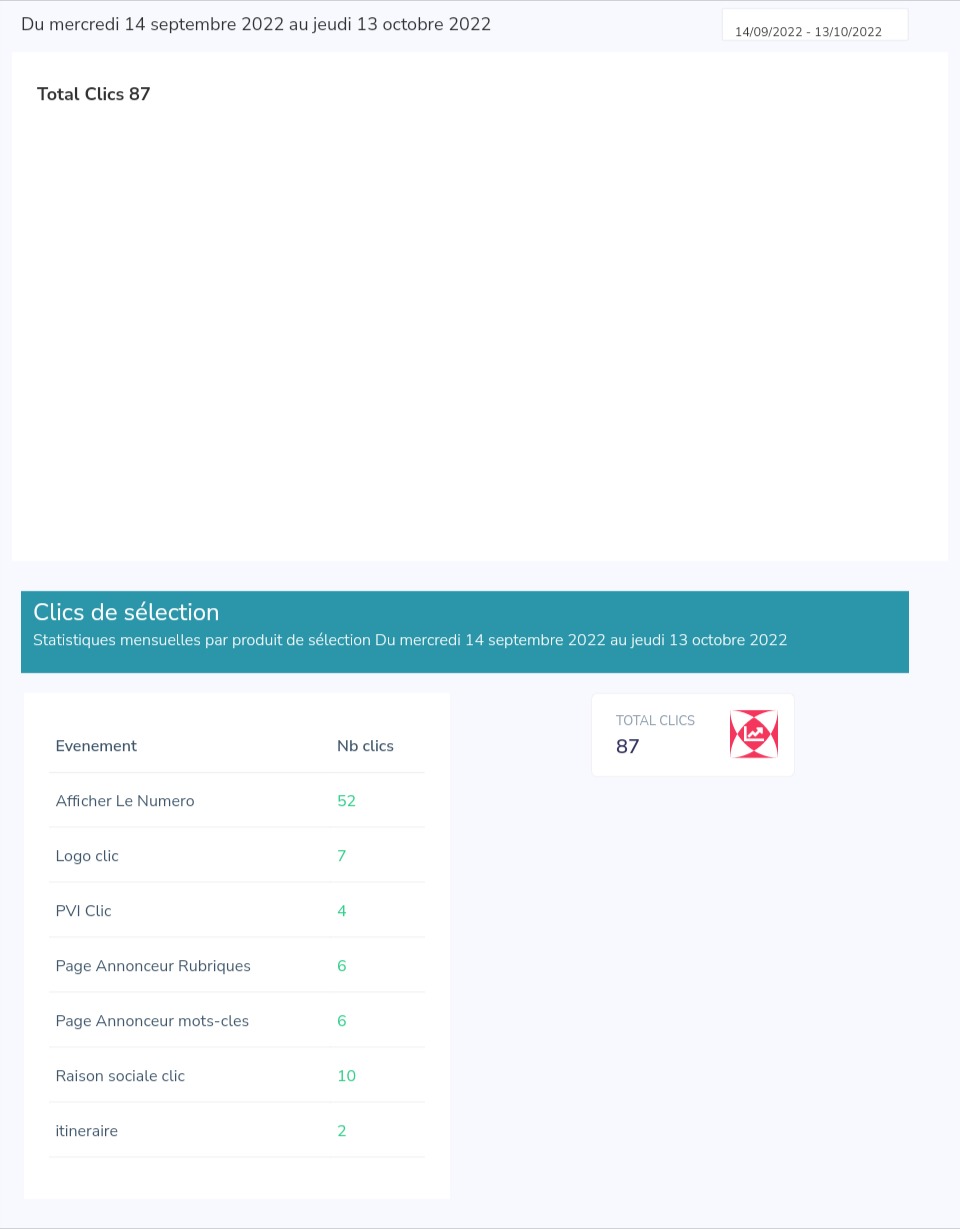 Du mercredi 14 septembre 2022 au jeudi 13 octobre 2022
14/09/2022 - 13/10/2022
Total Clics 87
Clics de sélection
Statistiques mensuelles par produit de sélection Du mercredi 14 septembre 2022 au jeudi 13 octobre 2022
TOTAL CLICS
87
Evenement Nb clics
Afficher Le Numero 52
Logo clic 7
PVI Clic 4
Page Annonceur Rubriques 6
Page Annonceur mots-cles 6
Raison sociale clic 10
itineraire 2